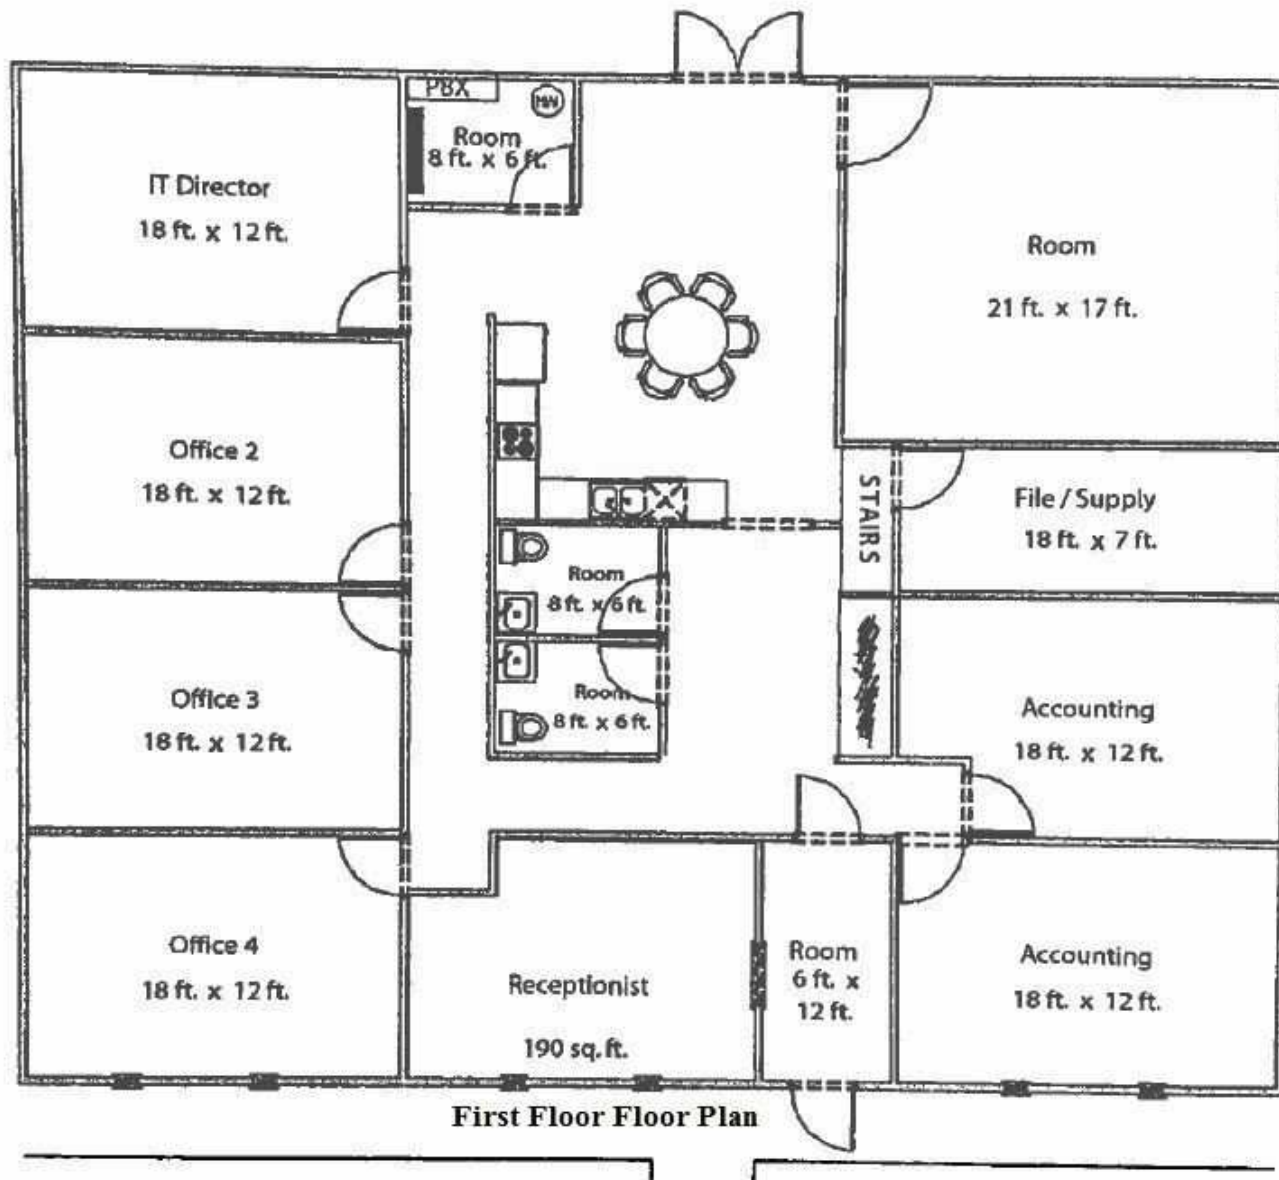 PBX
HW
Room
8 ft. x 6 ft.
IT Director
18 ft. x 12 ft.
Room
21 ft. x 17 ft.
Office 2
18 ft. x 12 ft.
STAIRS
File / Supply
18 ft. x 7 ft.
Room
8 ft. x 6 ft.
Office 3
18 ft. x 12 ft.
Room
8 ft. x 6 ft.
Accounting
18 ft. x 12 ft.
Office 4
18 ft. x 12 ft.
Receptionist
190 sq. ft.
Room
6 ft. x
12 ft.
Accounting
18 ft. x 12 ft.
First Floor Floor Plan